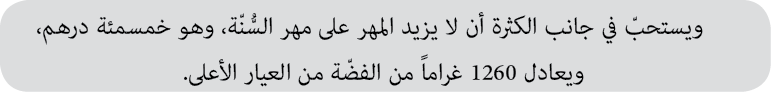 ويستحبّ في جانب الكثرة أن لا يزيد المهر على مهر السُّنّة، وهو خمسمئة درهم،
ويعادل 1260 غراماً من الفضّة من العيار الأعلى.